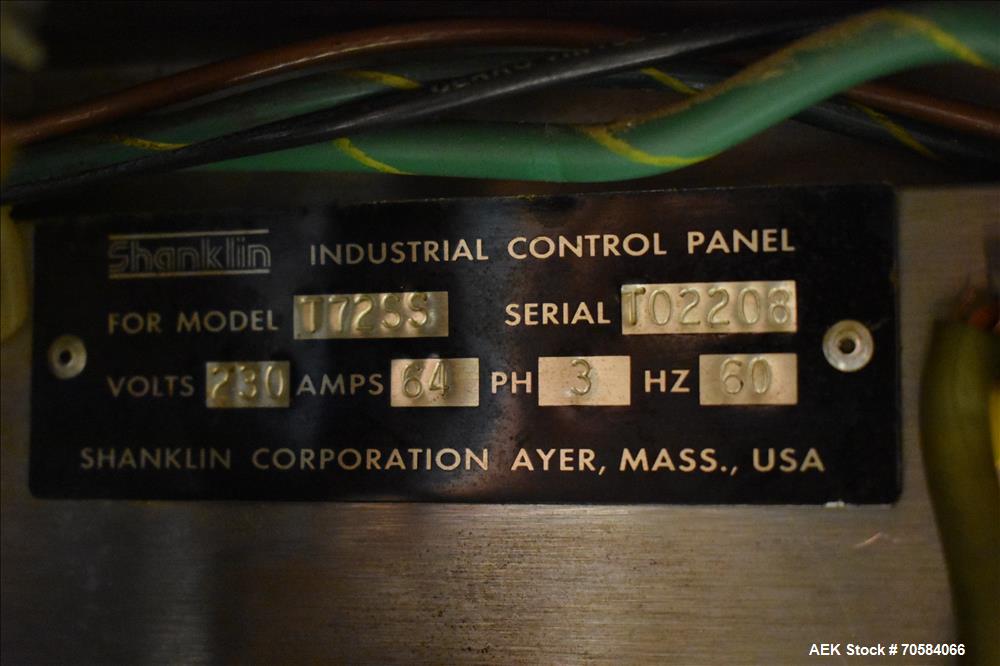 Shanklin INDUSTRIAL CONTROL PANEL
FOR MODEL T72SS SERIAL T02208
VOLTS 230 AMPS 64 PH 3 HZ 60
SHANKLIN CORPORATION AYER, MASS., USA
AEK Stock # 70584066